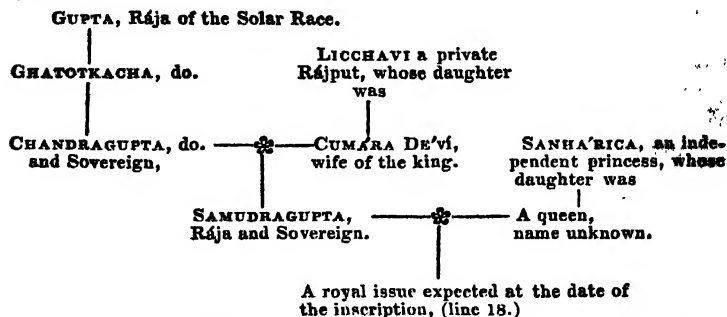 GUPTA, Rája of the Solar Race.
LICCHAVI a private
Rájput, whose daughter
was
GHATOTKACHA, do.
CHANDRAGUPTA, do.
and Sovereign,
CUMARA DE'VÍ,
wife of the king.
SANHA'RICA, an inde-
pendent princess, whose
daughter was
SAMUDRAGUPTA,
Rája and Sovereign.
A queen,
name unknown.
A royal issue expected at the date of
the inscription, (line 18.)